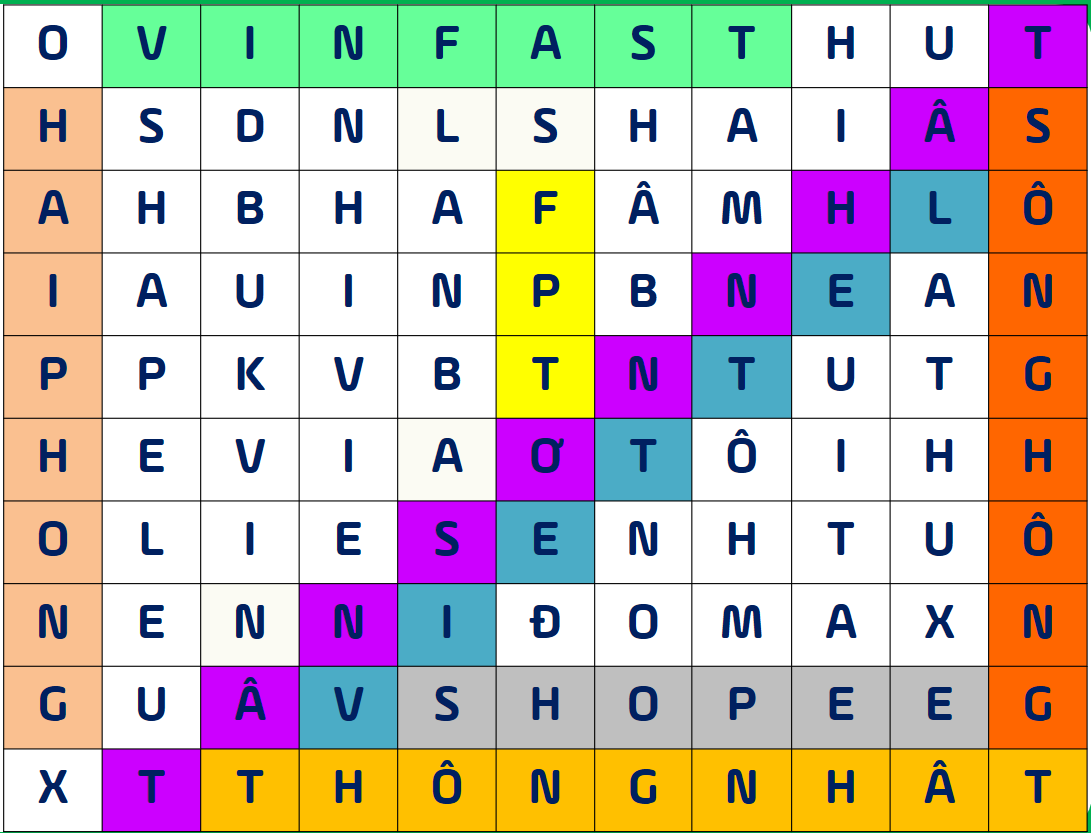 O V I N F A S T H U T
H S D N L S H A I Â S
A H B H A F Â M H L Ô
I A U I N P B N E A N
P P K V B T N T U T G
H E V I A Ơ T Ô I H H
O L I E S E N H T U Ô
N E N N I Đ O M A X N
G U Â V S H O P E E G
X T T H Ô N G N H Â T